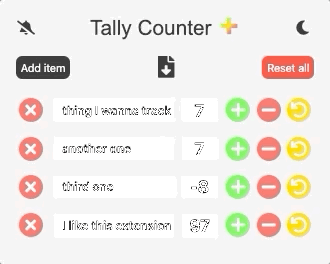 Tally Counter
Add item
Reset all
thing I wanna track 7
another one 7
third one -8
I like this extension 97